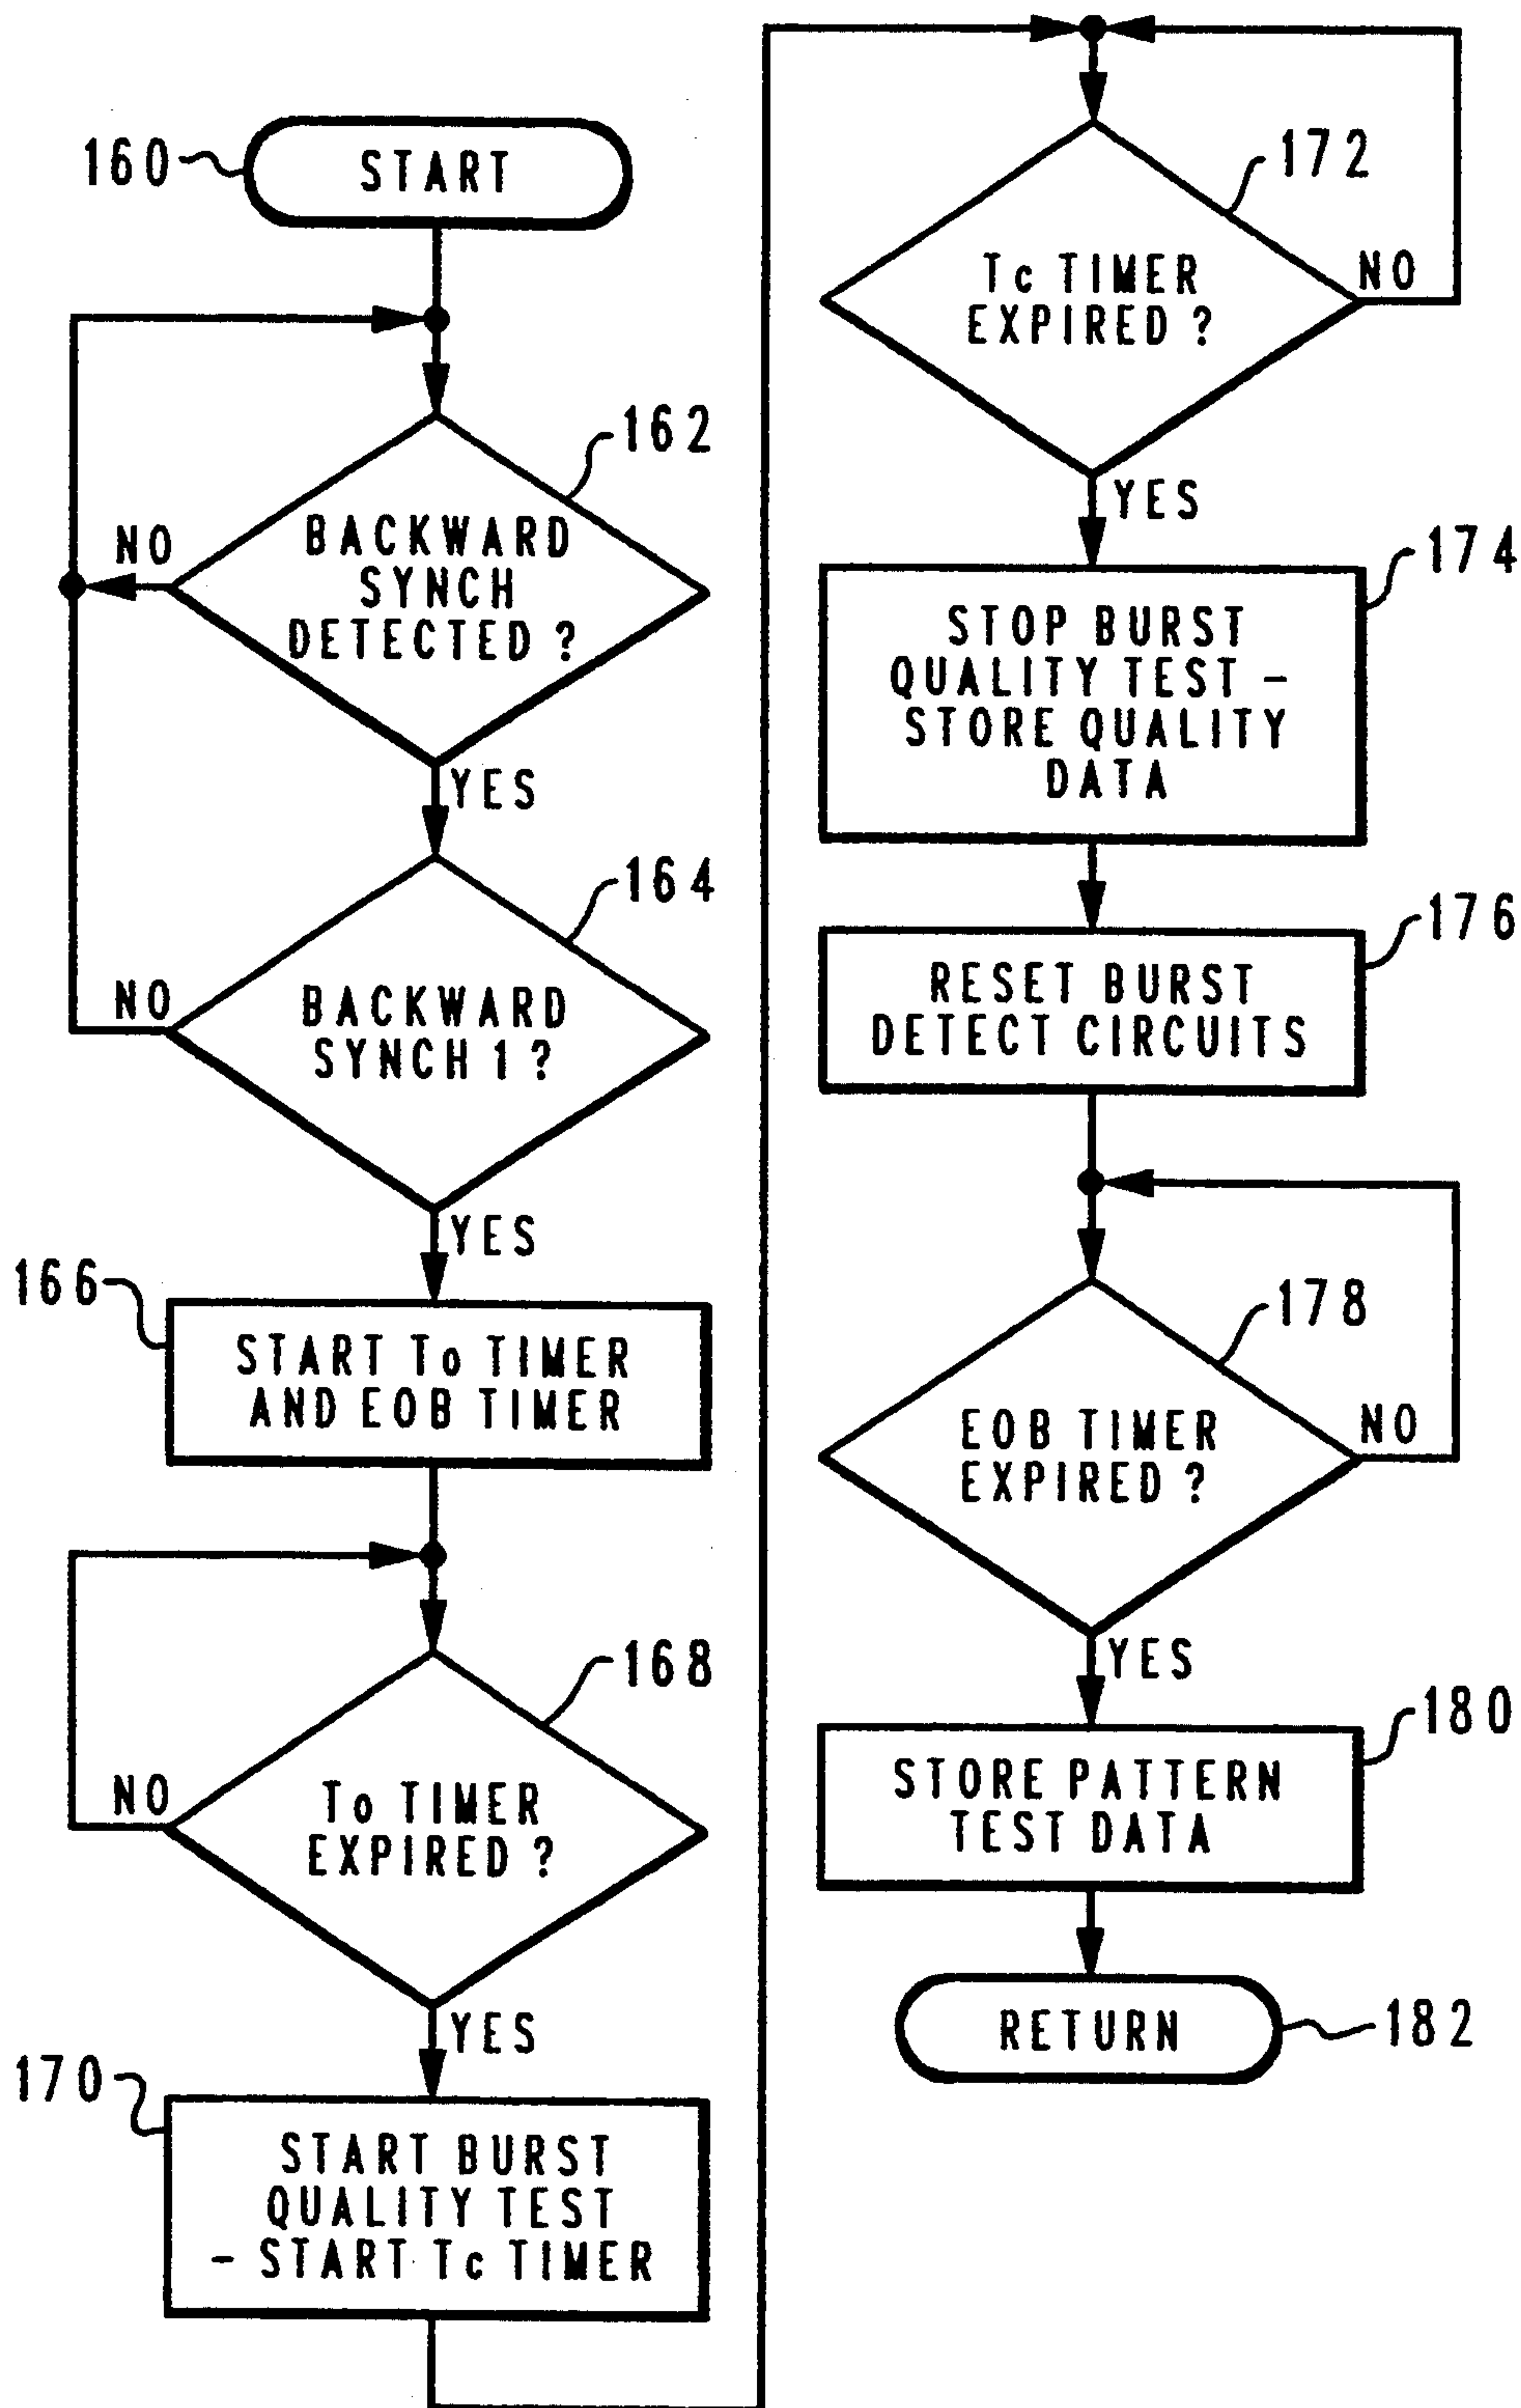 160
START
162
BACKWARD
SYNCH
DETECTED ?
NO
YES
164
BACKWARD
SYNCH 1 ?
NO
YES
166
START To TIMER
AND EOB TIMER
168
To TIMER
EXPIRED ?
NO
YES
170
START BURST
QUALITY TEST
- START Tc TIMER
172
Tc TIMER
EXPIRED ?
NO
YES
174
STOP BURST
QUALITY TEST -
STORE QUALITY
DATA
176
RESET BURST
DETECT CIRCUITS
178
EOB TIMER
EXPIRED ?
NO
YES
180
STORE PATTERN
TEST DATA
RETURN
182